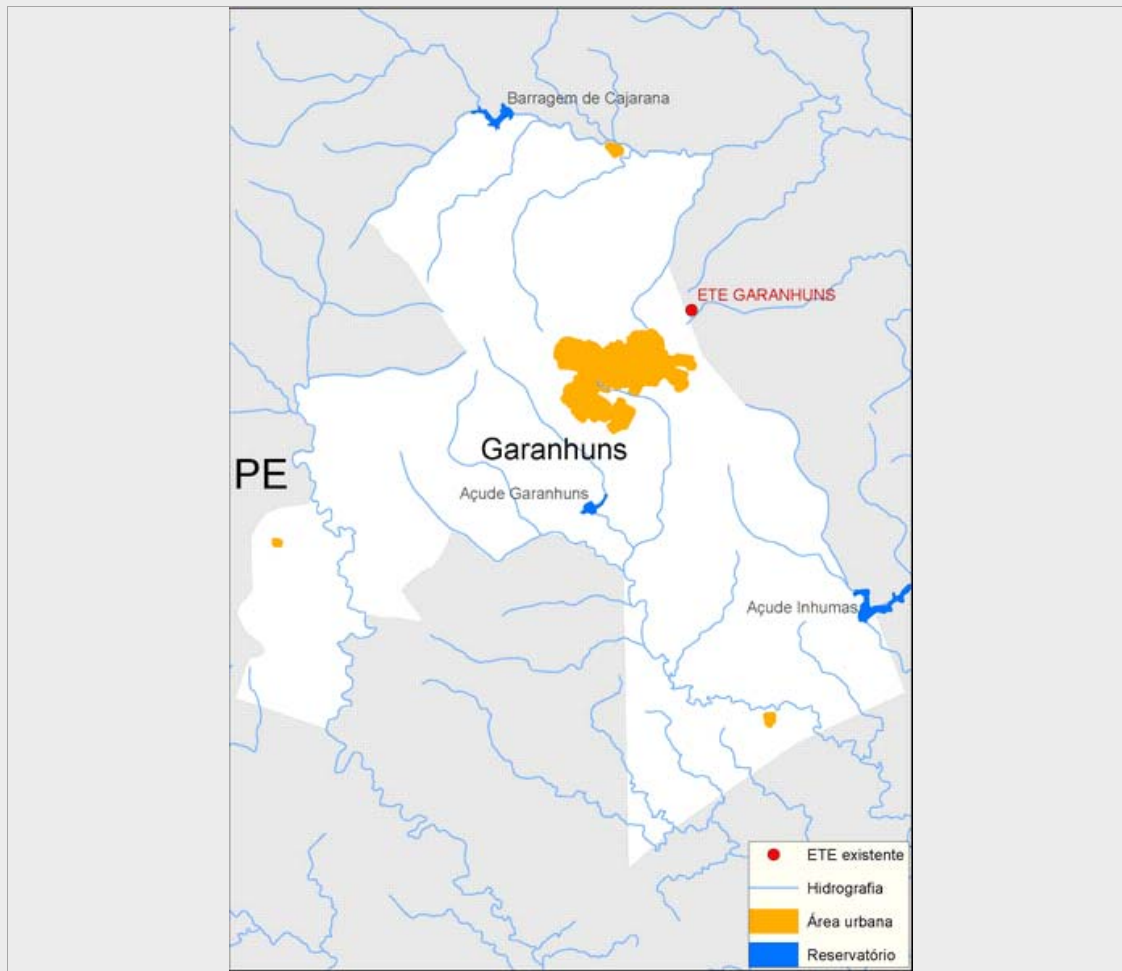 Barragem de Cajarana
ETE GARANHUNS
Garanhuns
PE
Açude Garanhuns
Açude Inhumas
ETE existente
Hidrografia
Área urbana
Reservatório